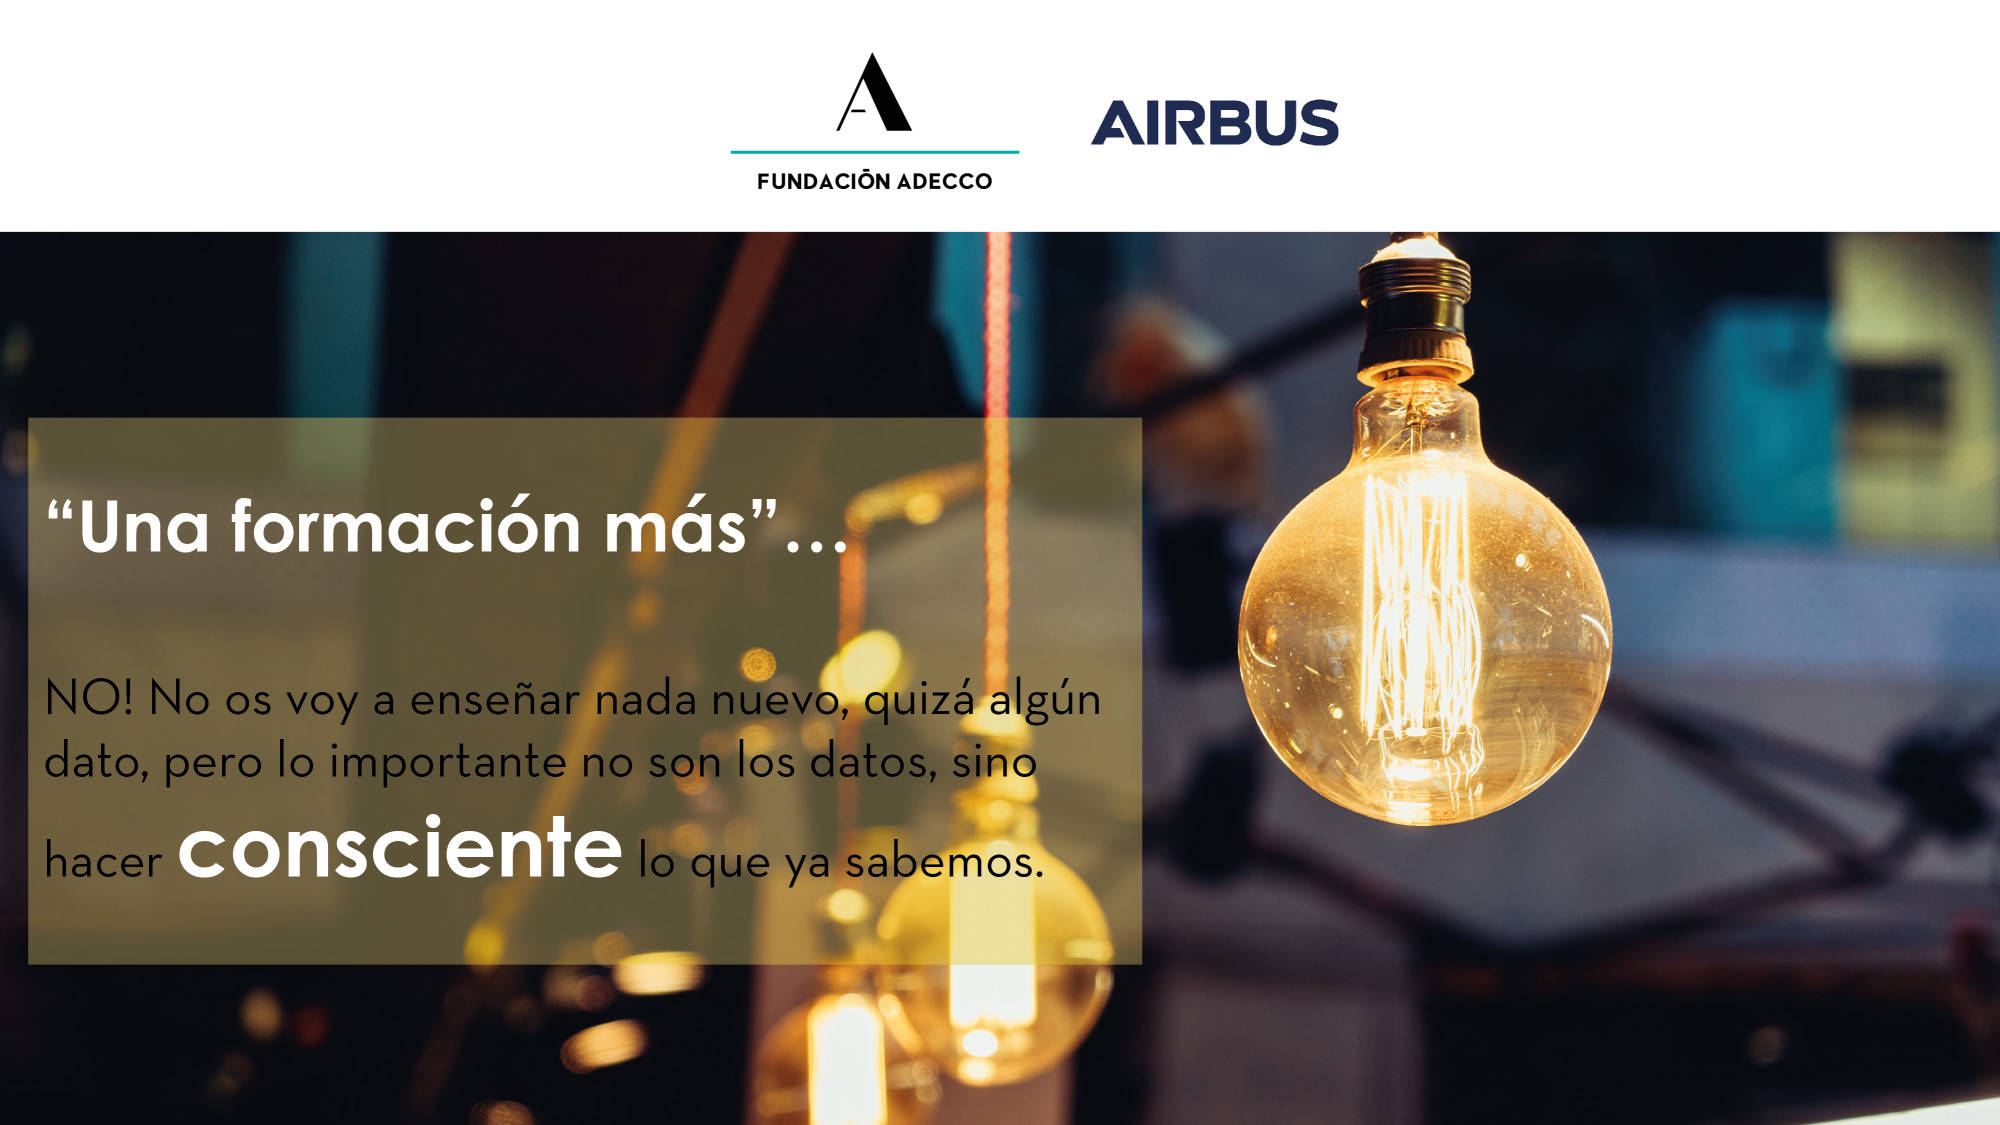 FUNDACIŌN ADECCO
AIRBUS
“Una formación más”...
NO! No os voy a enseñar nada nuevo, quizá algún
dato, pero lo importante no son los datos, sino
hacer consciente lo que ya sabemos.